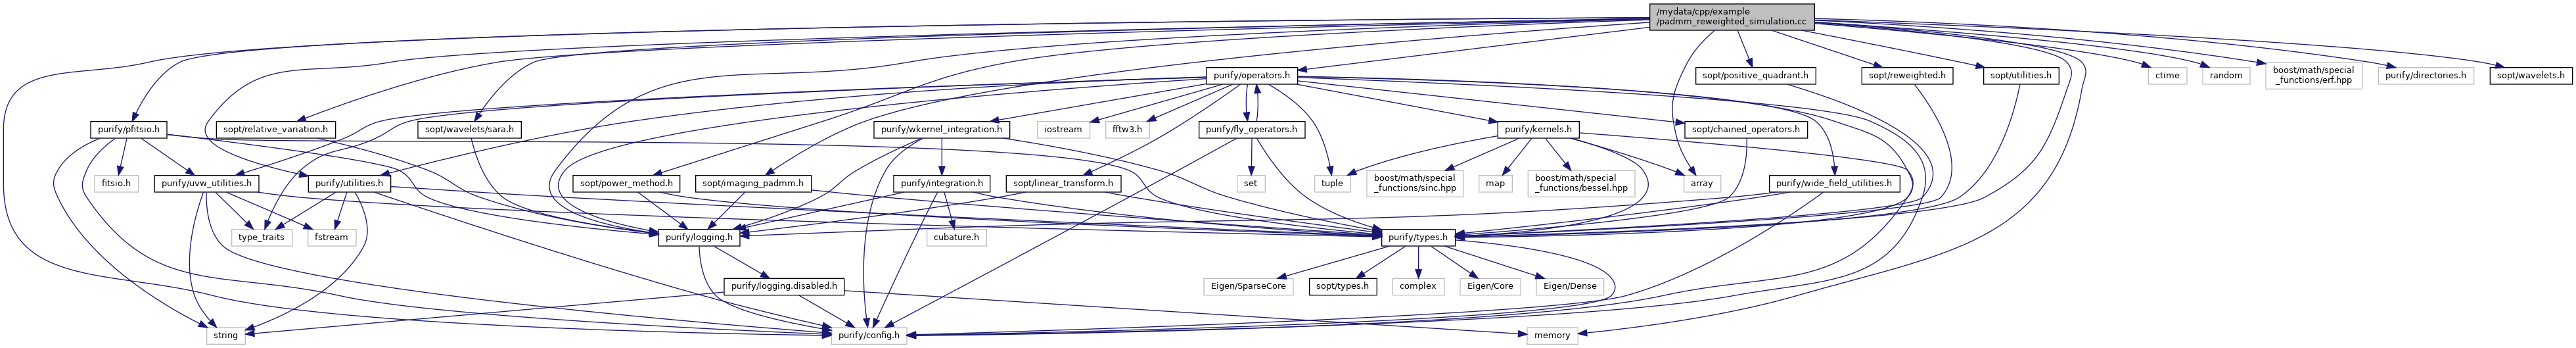 /mydata/cpp/example
/padmm_reweighted_simulation.cc
purify/operators.h
sopt/positive_quadrant.h
sopt/reweighted.h
sopt/utilities.h
ctime
random
boost/math/special
_functions/erf.hpp
purify/directories.h
sopt/wavelets.h
purify/pfitsio.h
sopt/relative_variation.h
sopt/wavelets/sara.h
purify/wkernel_integration.h
iostream
fftw3.h
purify/fly_operators.h
purify/kernels.h
sopt/chained_operators.h
fitsio.h
purify/uvw_utilities.h
purify/utilities.h
sopt/power_method.h
sopt/imaging_padmm.h
purify/integration.h
sopt/linear_transform.h
set
tuple
boost/math/special
_functions/sinc.hpp
map
boost/math/special
_functions/bessel.hpp
array
purify/wide_field_utilities.h
type_traits
fstream
purify/logging.h
cubature.h
purify/types.h
purify/logging.disabled.h
Eigen/SparseCore
sopt/types.h
complex
Eigen/Core
Eigen/Dense
string
purify/config.h
memory